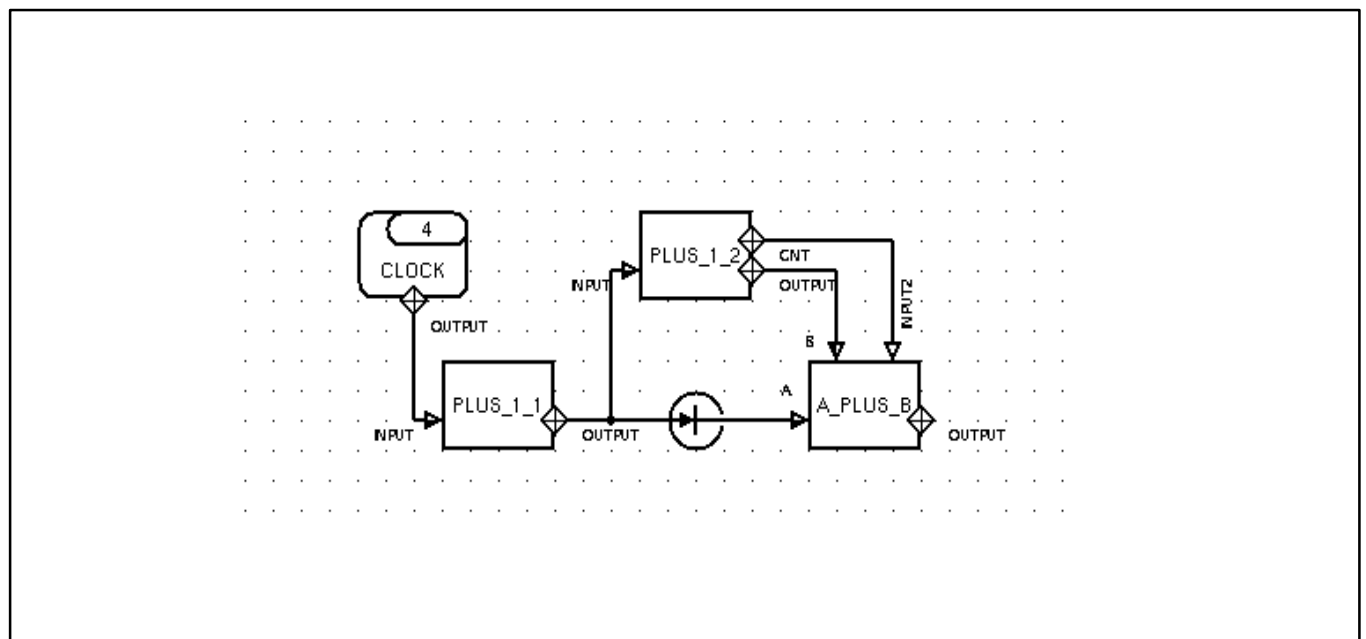 4
CLOCK
OUTPUT
INPUT
PLUS_1_1
OUTPUT
INPUT
PLUS_1_2
CNT
OUTPUT
B
INPUT2
A
A_PLUS_B
OUTPUT